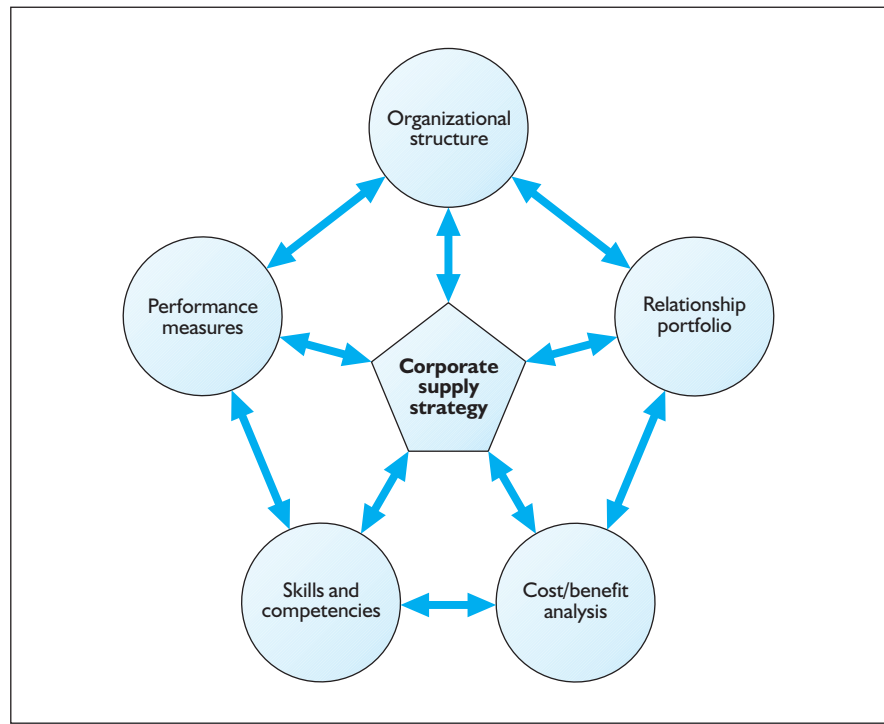 Organizational
structure
Performance
measures
Relationship
portfolio
Corporate
supply
strategy
Skills and
competencies
Cost/benefit
analysis